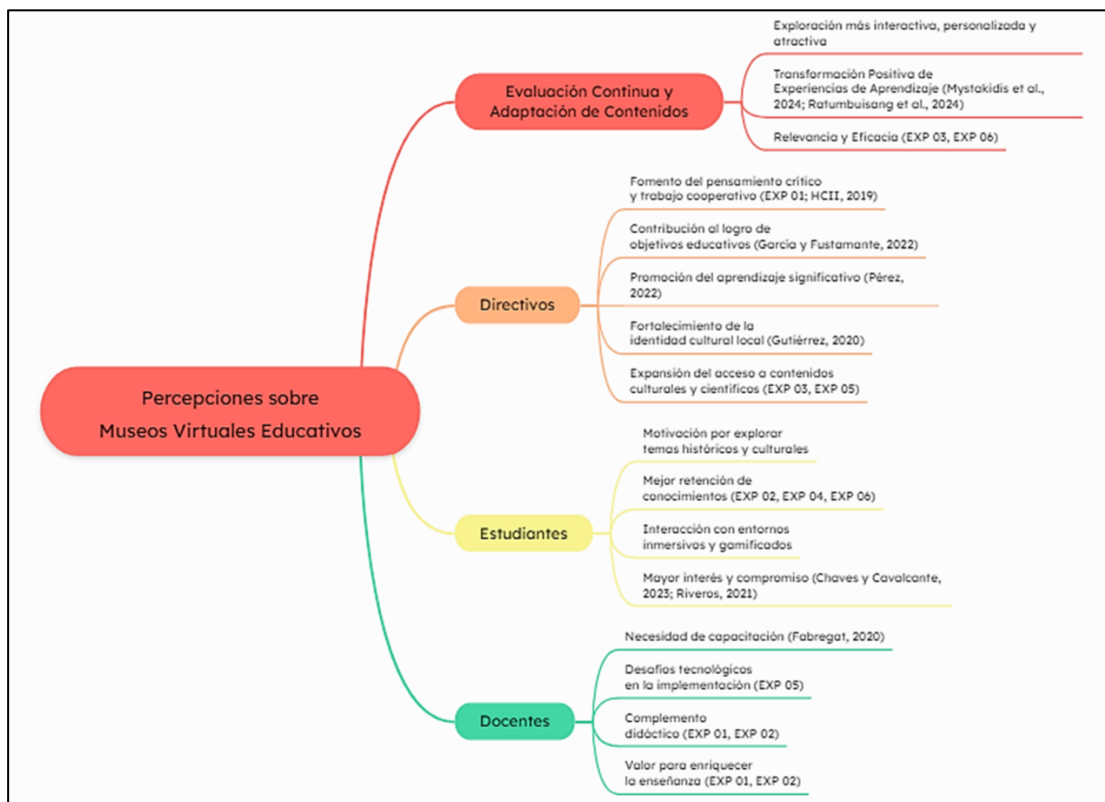 Percepciones sobre
Museos Virtuales Educativos
Evaluación Continua y
Adaptación de Contenidos
Exploración más interactiva, personalizada y
atractiva
Transformación Positiva de
Experiencias de Aprendizaje (Mystakidis et al.,
2024; Ratumbuisang et al., 2024)
Relevancia y Eficacia (EXP 03, EXP 06)
Directivos
Fomento del pensamiento crítico
y trabajo cooperativo (EXP 01; HCII, 2019)
Contribución al logro de
objetivos educativos (García y Fustamante, 2022)
Promoción del aprendizaje significativo (Pérez,
2022)
Fortalecimiento de la
identidad cultural local (Gutiérrez, 2020)
Expansión del acceso a contenidos
culturales y científicos (EXP 03, EXP 05)
Estudiantes
Motivación por explorar
temas históricos y culturales
Mejor retención de
conocimientos (EXP 02, EXP 04, EXP 06)
Interacción con entornos
inmersivos y gamificados
Mayor interés y compromiso (Chaves y Cavalcante,
2023; Riveros, 2021)
Docentes
Necesidad de capacitación (Fabregat, 2020)
Desafíos tecnológicos
en la implementación (EXP 05)
Complemento
didáctico (EXP 01, EXP 02)
Valor para enriquecer
la enseñanza (EXP 01, EXP 02)